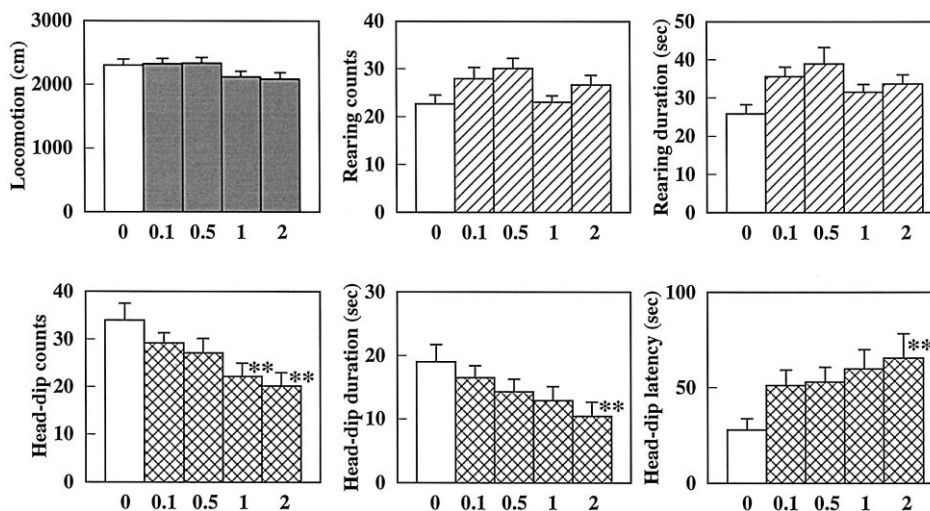 Locomotion (cm)
3000
2000
1000
0
0 0.1 0.5 1 2
Rearing counts
40
30
20
10
0
0 0.1 0.5 1 2
Rearing duration (sec)
50
40
30
20
10
0
0 0.1 0.5 1 2
Head-dip counts
40
30
20
10
0
**
**
0 0.1 0.5 1 2
Head-dip duration (sec)
30
20
10
0
**
0 0.1 0.5 1 2
Head-dip latency (sec)
100
50
0
**
0 0.1 0.5 1 2